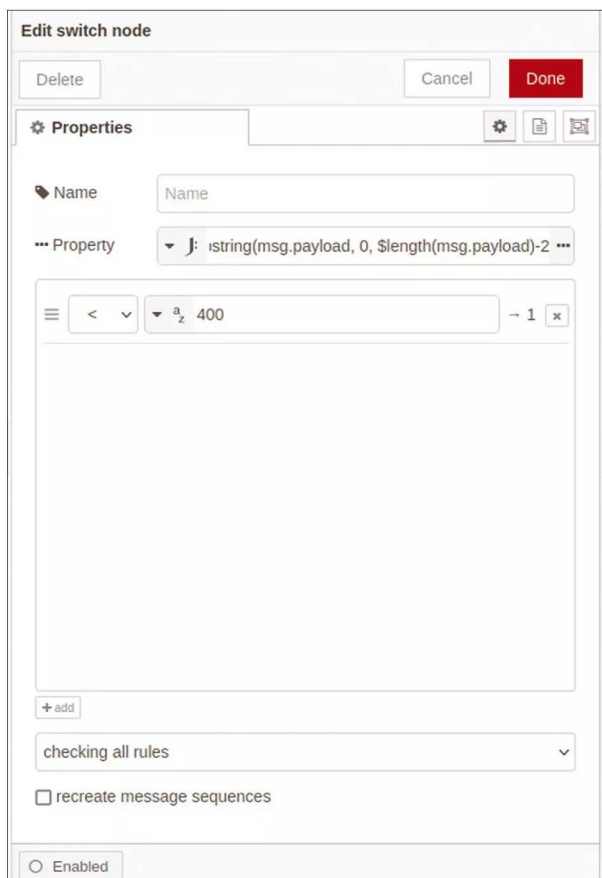 Edit switch node
Delete Cancel Done
Properties
Name Name
Property J: string(msg.payload, 0, $length(msg.payload)-2 ...
< az 400 → 1 x
+ add
checking all rules
recreate message sequences
Enabled